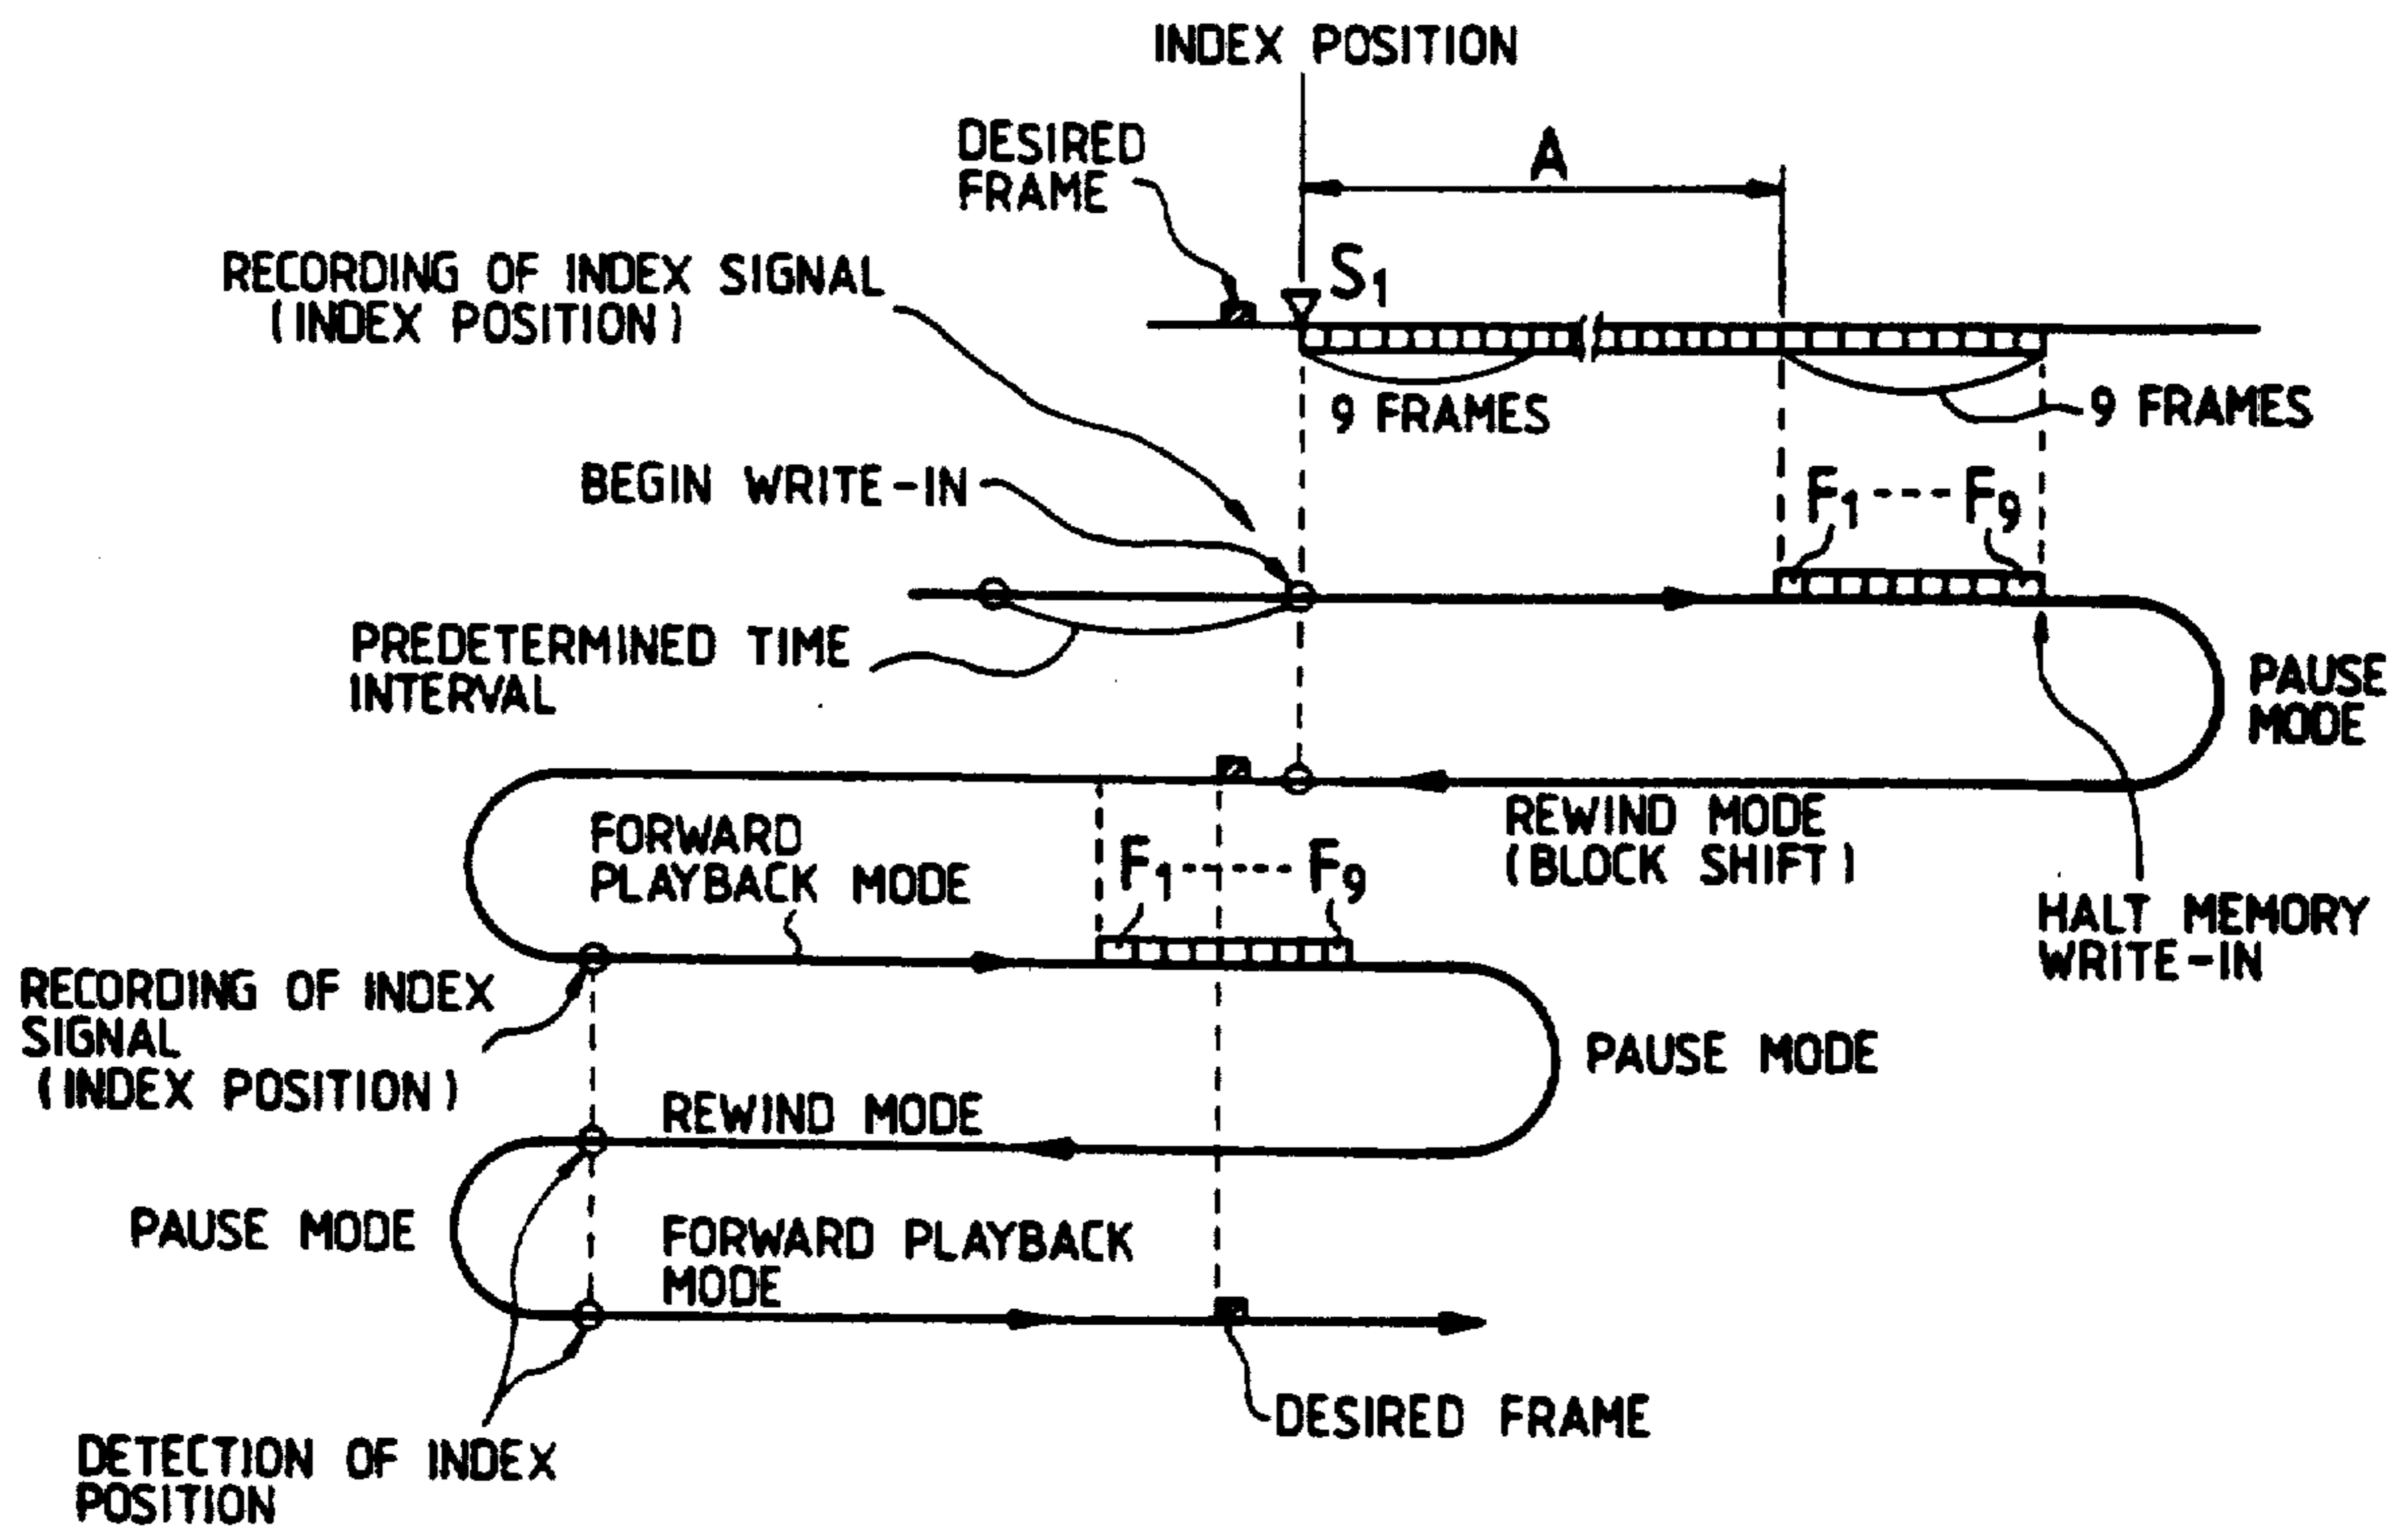 INDEX POSITION
DESIRED
FRAME
A
RECORDING OF INDEX SIGNAL
(INDEX POSITION)
S1
9 FRAMES
9 FRAMES
BEGIN WRITE-IN
F1---F9
PREDETERMINED TIME
INTERVAL
PAUSE
MODE
REWIND MODE
(BLOCK SHIFT)
FORWARD
PLAYBACK MODE
F1------F9
HALT MEMORY
WRITE-IN
RECORDING OF INDEX
SIGNAL
(INDEX POSITION)
PAUSE MODE
REWIND MODE
PAUSE MODE
FORWARD PLAYBACK
MODE
DESIRED FRAME
DETECTION OF INDEX
POSITION